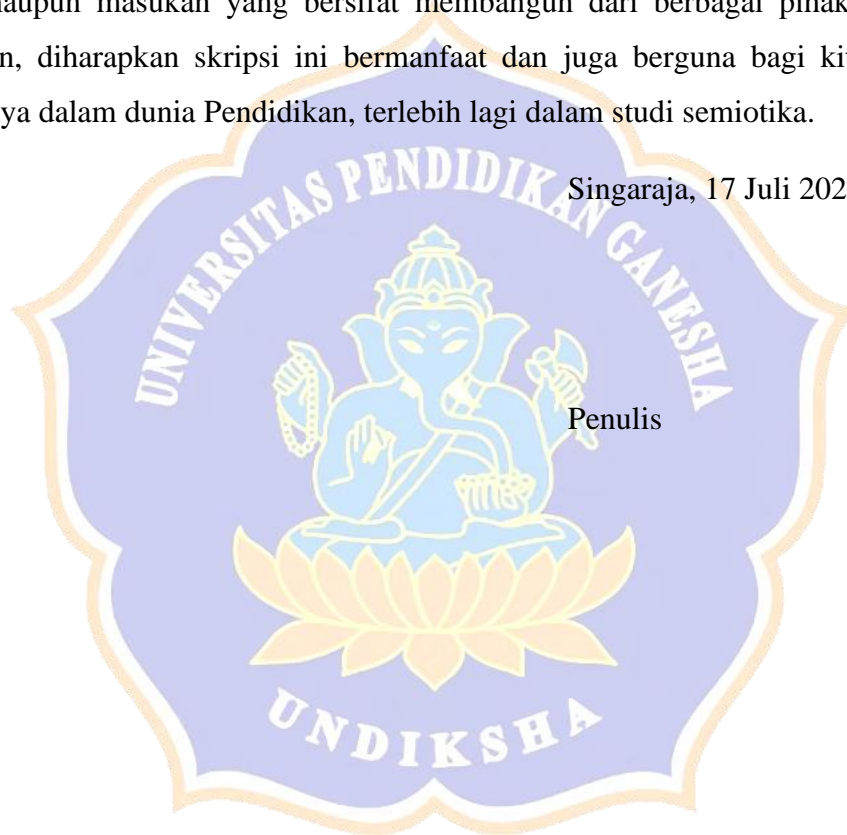 maupun masukan yang bersifat membangun dari berbagai pihak
n, diharapkan skripsi ini bermanfaat dan juga berguna bagi kit
ya dalam dunia Pendidikan, terlebih lagi dalam studi semiotika.
Singaraja, 17 Juli 202
UNIVERSITAS PENDIDIKAN GANESHA
Penulis
UNDIKSHA